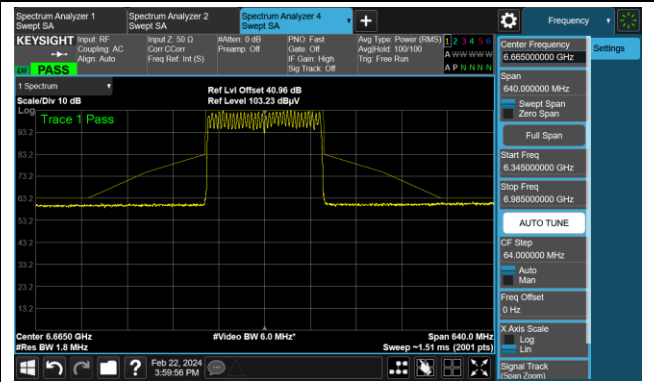 Spectrum Analyzer 1
Swept SA
Spectrum Analyzer 2
Swept SA
Spectrum Analyzer 4
Swept SA
Frequency
KEYSIGHT
Input: RF
Coupling: AC
Align: Auto
Input Z: 50 Ω
Corr CCorr
Freq Ref: Int (S)
#Atten: 0 dB
Preamp: Off
PNO: Fast
Gate: Off
IF Gain: High
Sig Track: Off
Avg Type: Power (RMS)
Avg|Hold: 100/100
Trig: Free Run
1 2 3 4 5 6
A W W W W W
A P N N N N
LNI PASS
Center Frequency
6.665000000 GHz
Settings
Span
640.000000 MHz
Swept Span
Zero Span
Full Span
Start Freq
6.345000000 GHz
Stop Freq
6.985000000 GHz
AUTO TUNE
CF Step
64.000000 MHz
Auto
Man
Freq Offset
0 Hz
X Axis Scale
Log
Lin
Signal Track
(Span Zoom)
1 Spectrum
Scale/Div 10 dB
Ref Lvl Offset 40.96 dB
Ref Level 103.23 dBµV
Log
Trace 1 Pass
93.2
83.2
73.2
63.2
53.2
43.2
33.2
23.2
13.2
Center 6.6650 GHz
#Res BW 1.8 MHz
#Video BW 6.0 MHz*
Span 640.0 MHz
Sweep ~1.51 ms (2001 pts)
?
Feb 22, 2024
3:59:56 PM